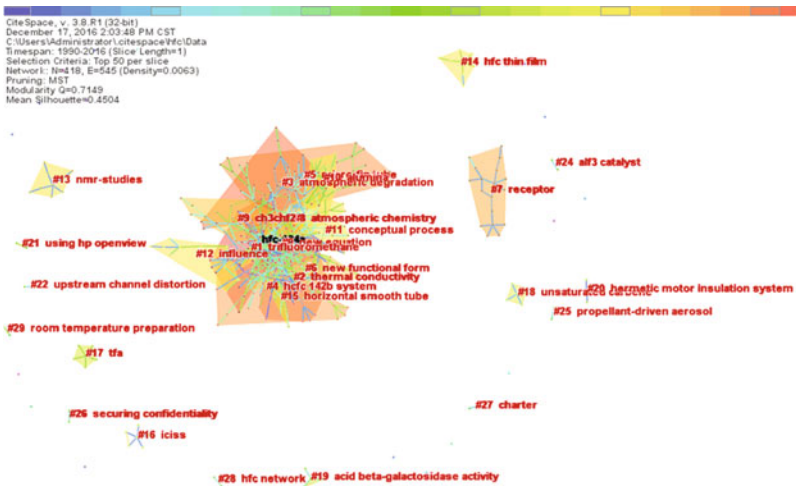 CiteSpace, v. 3.8.R1 (32-bit)
December 17, 2016 2:03:48 PM CST
C:\Users\Administrator\.citespace\hfc\Data
Timespan: 1990-2016 (Slice Length=1)
Selection Criteria: Top 50 per slice
Network: N=418, E=545 (Density=0.0063)
Pruning: MST
Modularity Q=0.7149
Mean Silhouette=0.4504
#14 hfc thin film
#24 alf3 catalyst
#13 nmr-studies
#5
#3 atmospheric degradation
#7 receptor
#9 ch3chf2
#8 atmospheric chemistry
#11 conceptual process
#21 using hp openview
#1 trifluoromethane
#12 influence
#6 new functional form
#22 upstream channel distortion
#2 thermal conductivity
#4 hcfc 142b system
#15 horizontal smooth tube
#18 unsaturated
#20 hermetic motor insulation system
#25 propellant-driven aerosol
#29 room temperature preparation
#17 tfa
#27 charter
#26 securing confidentiality
#16 iciss
#28 hfc network
#19 acid beta-galactosidase activity